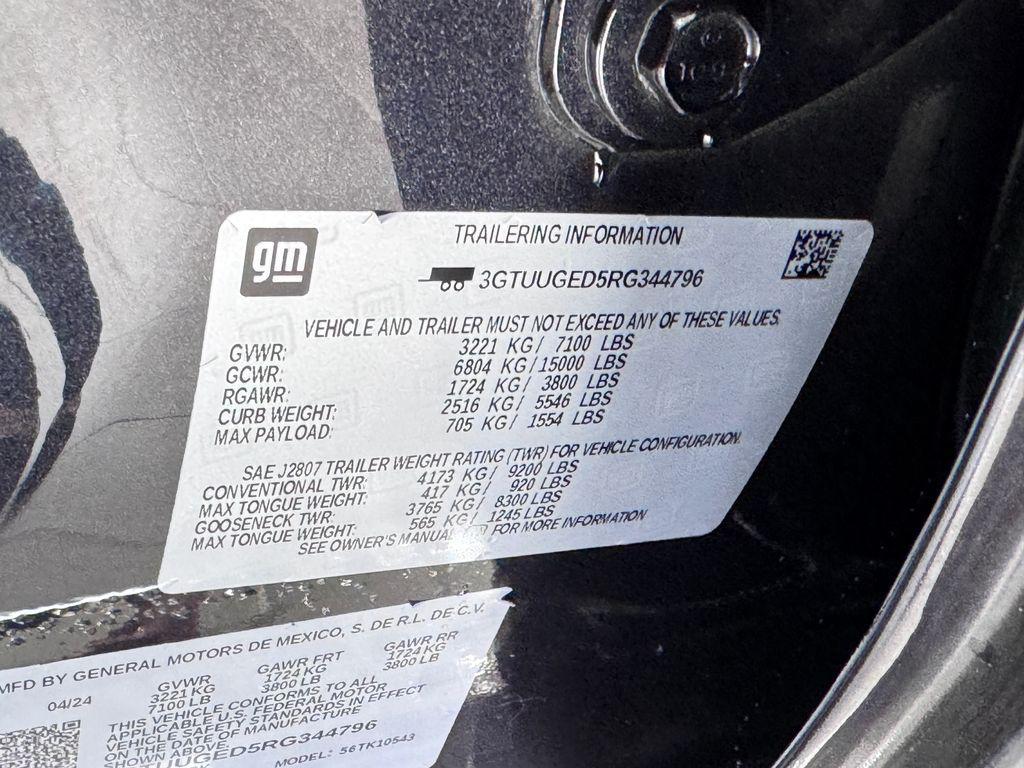 109
gm
TRAILERING INFORMATION
3GTUUGED5RG344796
VEHICLE AND TRAILER MUST NOT EXCEED ANY OF THESE VALUES.
GVWR: 3221 KG/ 7100 LBS
GCWR: 6804 KG/ 15000 LBS
RGAWR: 1724 KG/ 3800 LBS
CURB WEIGHT: 2516 KG/ 5546 LBS
MAX PAYLOAD: 705 KG/ 1554 LBS
SAE J2807 TRAILER WEIGHT RATING (TWR) FOR VEHICLE CONFIGURATION.
CONVENTIONAL TWR: 4173 KG/ 9200 LBS
MAX TONGUE WEIGHT: 417 KG/ 920 LBS
GOOSENECK TWR: 3765 KG/ 8300 LBS
MAX TONGUE WEIGHT: 565 KG/ 1245 LBS
SEE OWNER'S MANUAL FOR MORE INFORMATION
MFD BY GENERAL MOTORS DE MEXICO, S. DE R.L. DE C.V.
04/24 GVWR GAWR FRT GAWR RR
3221 KG 1724 KG 1724 KG
7100 LB 3800 LB 3800 LB
THIS VEHICLE CONFORMS TO ALL
APPLICABLE U.S. FEDERAL MOTOR
VEHICLE SAFETY STANDARDS IN EFFECT
ON THE DATE OF MANUFACTURE
SHOWN ABOVE.
TUUGED5RG344796
MODEL: 56TK10543